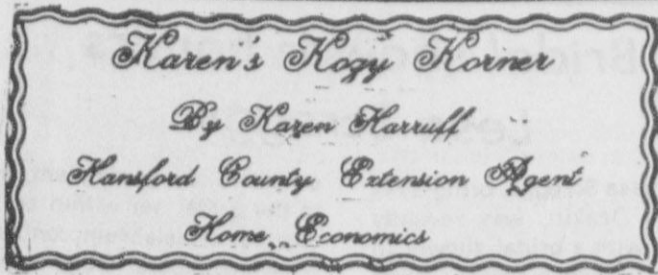 Karen's Kozy Korner
By Karen Harruff
Hansford County Extension Agent
Home Economics